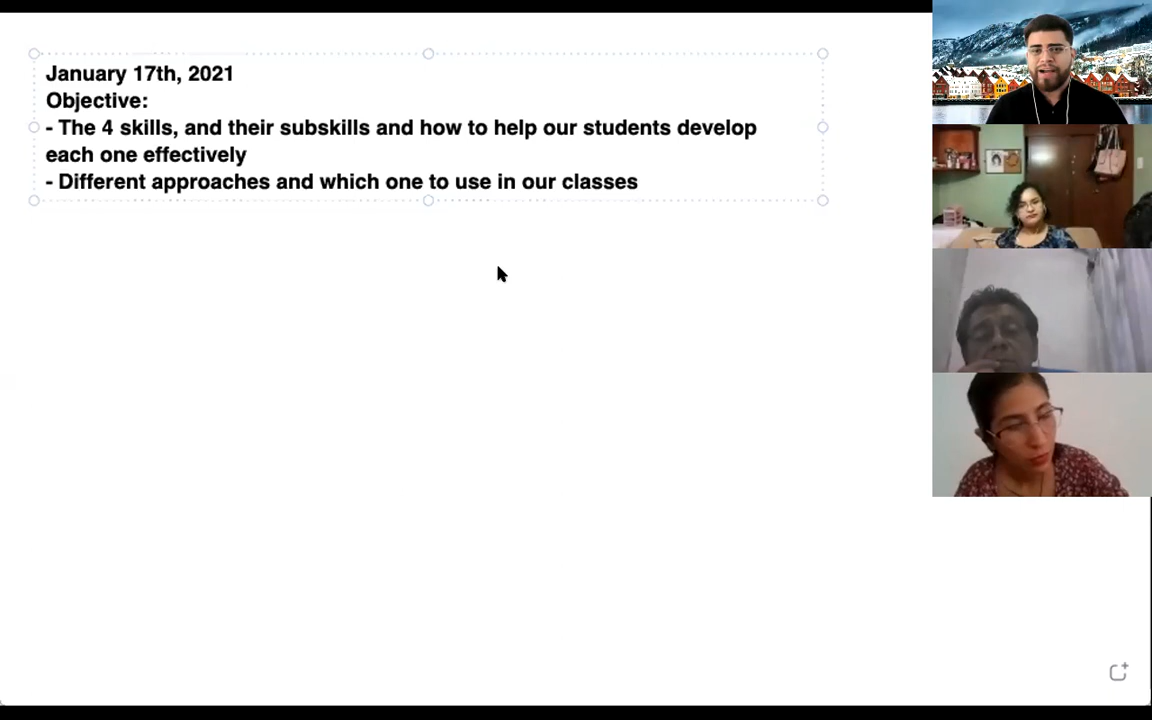 January 17th, 2021
Objective:
- The 4 skills, and their subskills and how to help our students develop
each one effectively
- Different approaches and which one to use in our classes